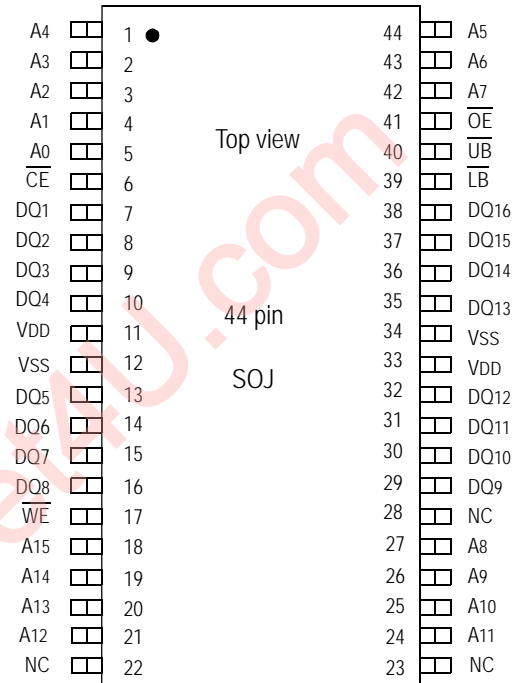 A4 1 44 A5
A3 2 43 A6
A2 3 42 A7
A1 4 41 OE
Top view
A0 5 40 UB
CE 6 39 LB
DQ1 7 38 DQ16
DQ2 8 37 DQ15
DQ3 9 36 DQ14
DQ4 10 35 DQ13
44 pin
VDD 11 34 VSS
VSS 12 33 VDD
SOJ
DQ5 13 32 DQ12
DQ6 14 31 DQ11
DQ7 15 30 DQ10
DQ8 16 29 DQ9
WE 17 28 NC
A15 18 27 A8
A14 19 26 A9
A13 20 25 A10
A12 21 24 A11
NC 22 23 NC
et4U.com